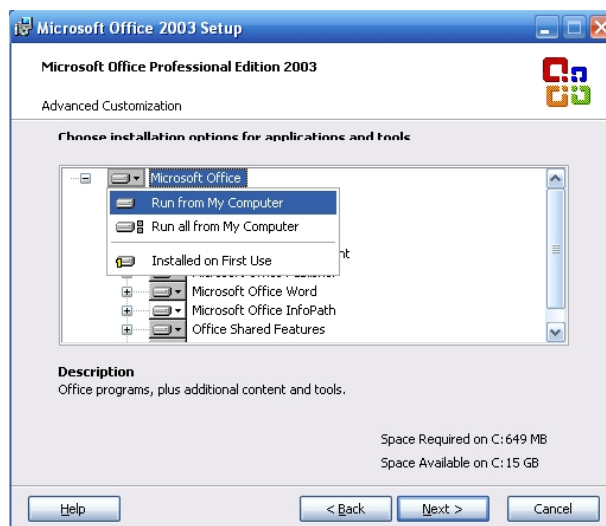 Microsoft Office 2003 Setup
Microsoft Office Professional Edition 2003
Advanced Customization
Choose installation options for applications and tools
Microsoft Office
Run from My Computer
Run all from My Computer
Installed on First Use
nt
Microsoft Office Publisher
Microsoft Office Word
Microsoft Office InfoPath
Office Shared Features
Description
Office programs, plus additional content and tools.
Space Required on C: 649 MB
Space Available on C: 15 GB
Help
< Back
Next >
Cancel